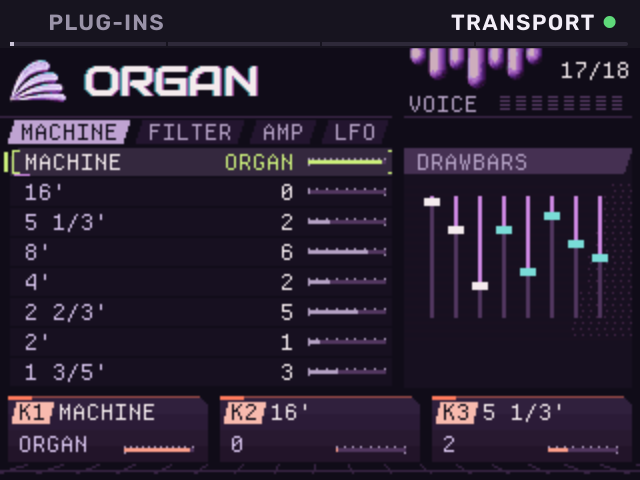 PLUG-INS TRANSPORT
ORGAN
17/18
VOICE
MACHINE FILTER AMP LFO
MACHINE ORGAN
16' 0
5 1/3' 2
8' 6
4' 2
2 2/3' 5
2' 1
1 3/5' 3
DRAWBARS
K1 MACHINE
ORGAN
K2 16'
0
K3 5 1/3'
2